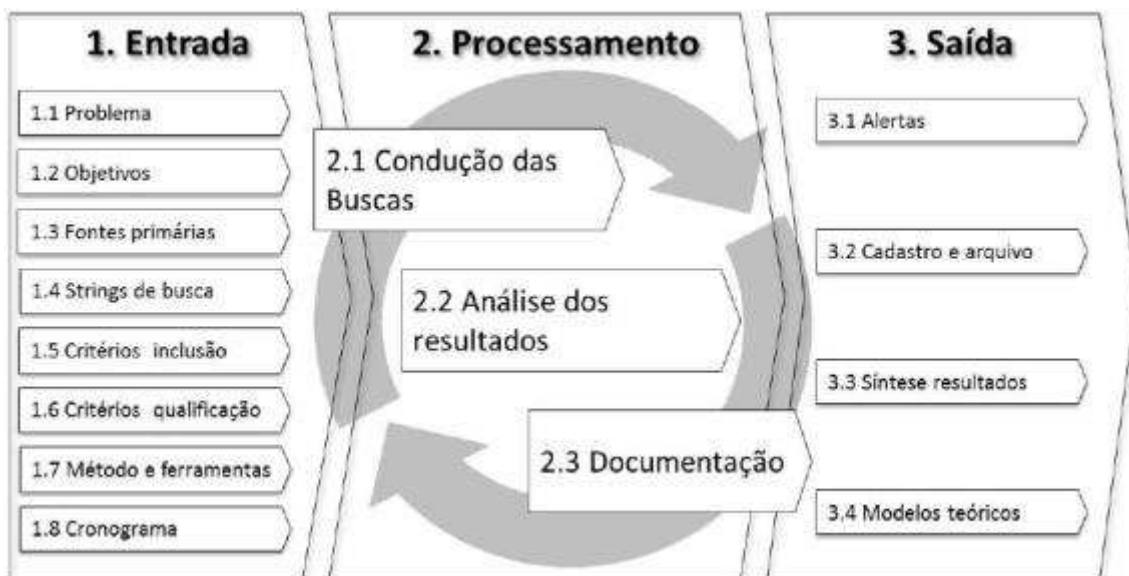 1. Entrada
1.1 Problema
1.2 Objetivos
1.3 Fontes primárias
1.4 Strings de busca
1.5 Critérios inclusão
1.6 Critérios qualificação
1.7 Método e ferramentas
1.8 Cronograma
2. Processamento
2.1 Condução das
Buscas
2.2 Análise dos
resultados
2.3 Documentação
3. Saída
3.1 Alertas
3.2 Cadastro e arquivo
3.3 Síntese resultados
3.4 Modelos teóricos